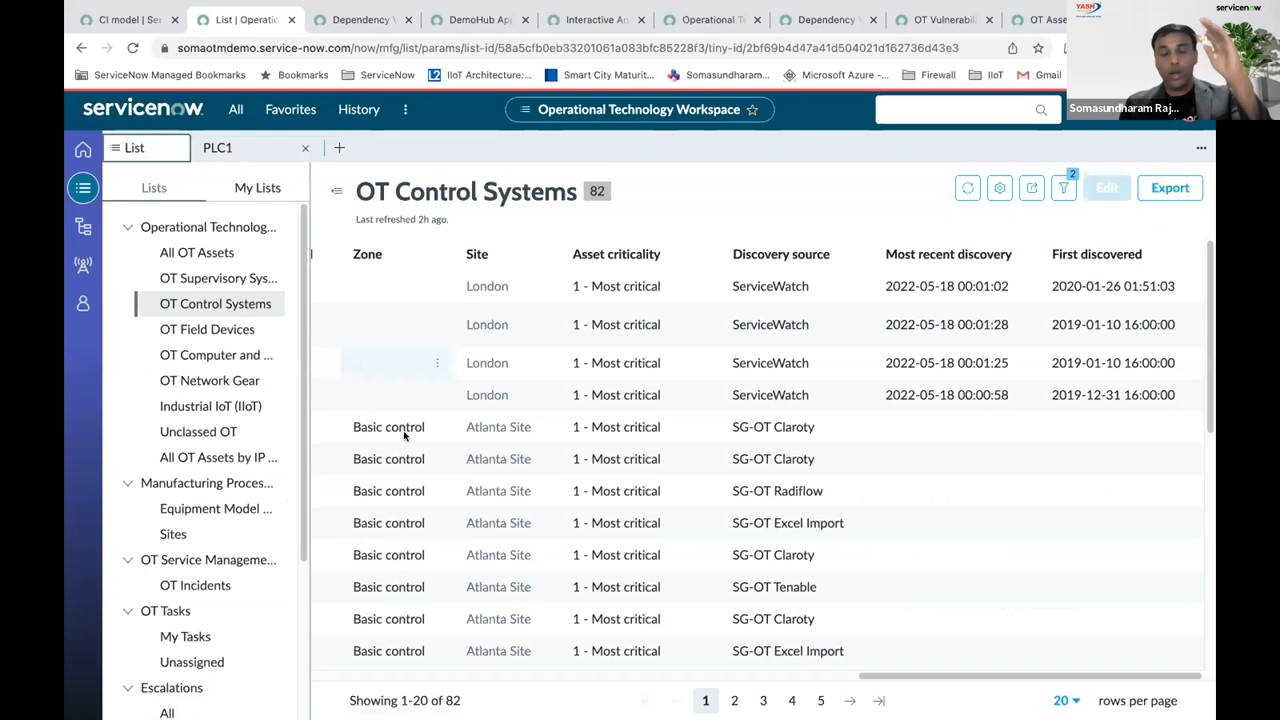 CI model | Ser
List | Operatio
Dependency V
DemoHub App
Interactive An
Operational Te
Dependency V
OT Vulnerabil
OT Asse
YASH
servicenow
somaotmdemo.service-now.com/now/mfg/list/params/list-id/58a5cfb0eb33201061a083bfc85228f3/tiny-id/2bf69b4d47a41d504021d162736d43e3
ServiceNow Managed Bookmarks
Bookmarks
ServiceNow
IIoT Architecture:...
Smart City Maturit...
Somasundharam...
Microsoft Azure -...
Firewall
IIoT
Gmail
Somasundharam Raj...
servicenow
All
Favorites
History
Operational Technology Workspace
List
PLC1
Lists
My Lists
Operational Technolog...
All OT Assets
OT Supervisory Sys...
OT Control Systems
OT Field Devices
OT Computer and ...
OT Network Gear
Industrial IoT (IIoT)
Unclassed OT
All OT Assets by IP ...
Manufacturing Proces...
Equipment Model ...
Sites
OT Service Manageme...
OT Incidents
OT Tasks
My Tasks
Unassigned
Escalations
All
OT Control Systems 82
Last refreshed 2h ago.
2
Edit
Export
Zone Site Asset criticality Discovery source Most recent discovery First discovered
London 1 - Most critical ServiceWatch 2022-05-18 00:01:02 2020-01-26 01:51:03
London 1 - Most critical ServiceWatch 2022-05-18 00:01:28 2019-01-10 16:00:00
London 1 - Most critical ServiceWatch 2022-05-18 00:01:25 2019-01-10 16:00:00
London 1 - Most critical ServiceWatch 2022-05-18 00:00:58 2019-12-31 16:00:00
Basic control Atlanta Site 1 - Most critical SG-OT Claroty
Basic control Atlanta Site 1 - Most critical SG-OT Claroty
Basic control Atlanta Site 1 - Most critical SG-OT Radiflow
Basic control Atlanta Site 1 - Most critical SG-OT Excel Import
Basic control Atlanta Site 1 - Most critical SG-OT Claroty
Basic control Atlanta Site 1 - Most critical SG-OT Tenable
Basic control Atlanta Site 1 - Most critical SG-OT Claroty
Basic control Atlanta Site 1 - Most critical SG-OT Excel Import
Showing 1-20 of 82
1 2 3 4 5
20 rows per page